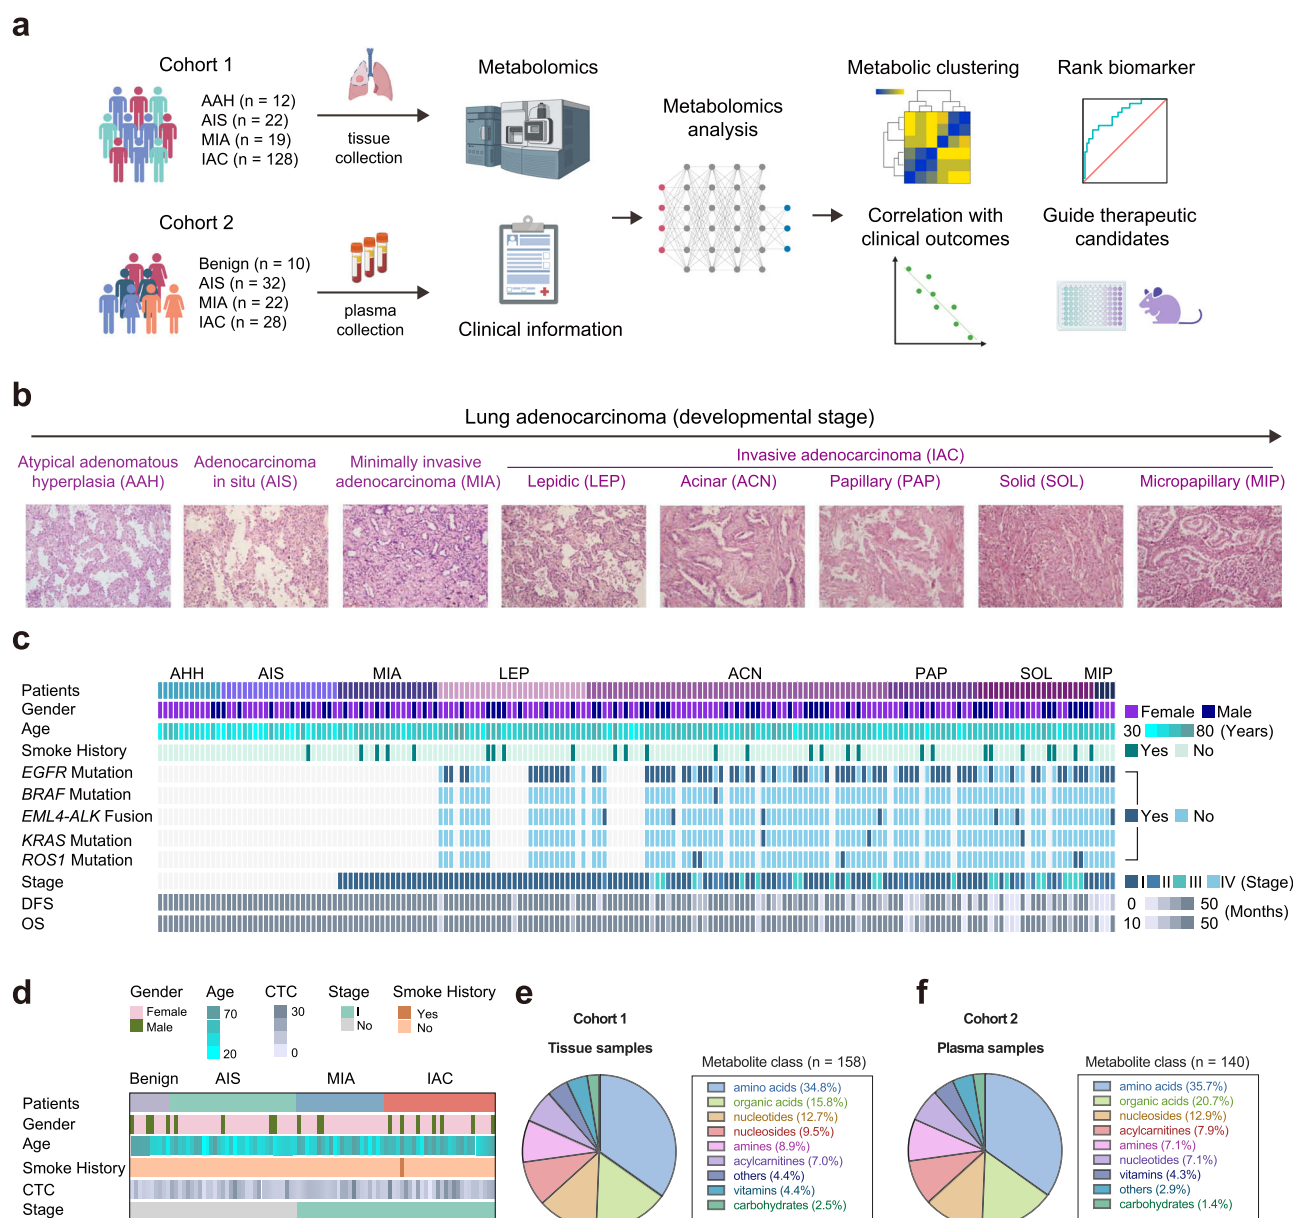 a
Cohort 1
AAH (n = 12)
AIS (n = 22)
MIA (n = 19)
IAC (n = 128)
tissue
collection
Metabolomics
Cohort 2
Benign (n = 10)
AIS (n = 32)
MIA (n = 22)
IAC (n = 28)
plasma
collection
Clinical information
Metabolomics
analysis
Metabolic clustering
Rank biomarker
Correlation with
clinical outcomes
Guide therapeutic
candidates
b
Lung adenocarcinoma (developmental stage)
Atypical adenomatous
hyperplasia (AAH)
Adenocarcinoma
in situ (AIS)
Minimally invasive
adenocarcinoma (MIA)
Invasive adenocarcinoma (IAC)
Lepidic (LEP)
Acinar (ACN)
Papillary (PAP)
Solid (SOL)
Micropapillary (MIP)
c
AHH AIS MIA LEP ACN PAP SOL MIP
Patients
Gender
Female Male
Age
30 80 (Years)
Smoke History
Yes No
EGFR Mutation
BRAF Mutation
EML4-ALK Fusion
Yes No
KRAS Mutation
ROS1 Mutation
Stage
I II III IV (Stage)
DFS
0 50
(Months)
OS
10 50
d
Gender
Female
Male
Age
70
20
CTC
30
0
Stage
I
No
Smoke History
Yes
No
Benign AIS MIA IAC
Patients
Gender
Age
Smoke History
CTC
Stage
e
Cohort 1
Tissue samples
Metabolite class (n = 158)
amino acids (34.8%)
organic acids (15.8%)
nucleotides (12.7%)
nucleosides (9.5%)
amines (8.9%)
acylcarnitines (7.0%)
others (4.4%)
vitamins (4.4%)
carbohydrates (2.5%)
f
Cohort 2
Plasma samples
Metabolite class (n = 140)
amino acids (35.7%)
organic acids (20.7%)
nucleosides (12.9%)
acylcarnitines (7.9%)
amines (7.1%)
nucleotides (7.1%)
vitamins (4.3%)
others (2.9%)
carbohydrates (1.4%)